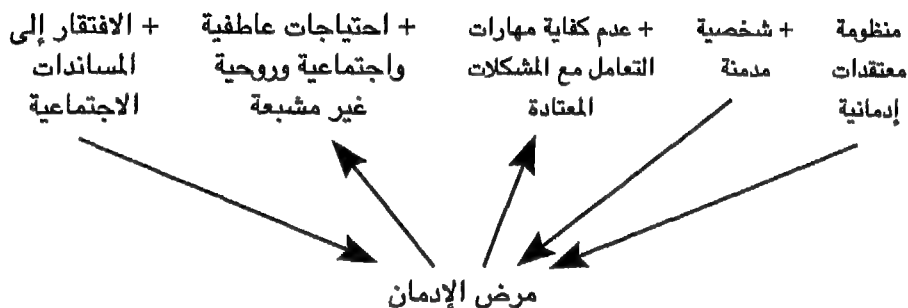 منظومة
معتقدات
إدمانية
+ شخصية
مدمنة
+ عدم كفاية مهارات
التعامل مع المشكلات
المعتادة
+ احتياجات عاطفية
واجتماعية وروحية
غير مشبعة
+ الافتقار إلى
المساندات
الاجتماعية
مرض الإدمان